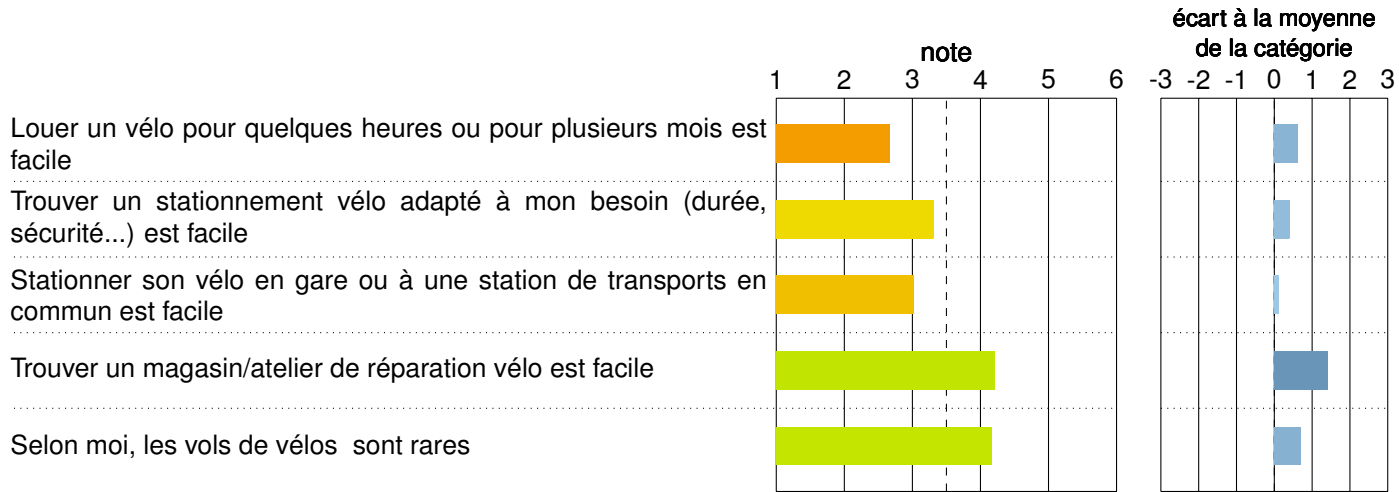 écart à la moyenne
note de la catégorie
1 2 3 4 5 6 -3 -2 -1 0 1 2 3
Louer un vélo pour quelques heures ou pour plusieurs mois est
facile
Trouver un stationnement vélo adapté à mon besoin (durée,
sécurité...) est facile
Stationner son vélo en gare ou à une station de transports en
commun est facile
Trouver un magasin/atelier de réparation vélo est facile
Selon moi, les vols de vélos sont rares